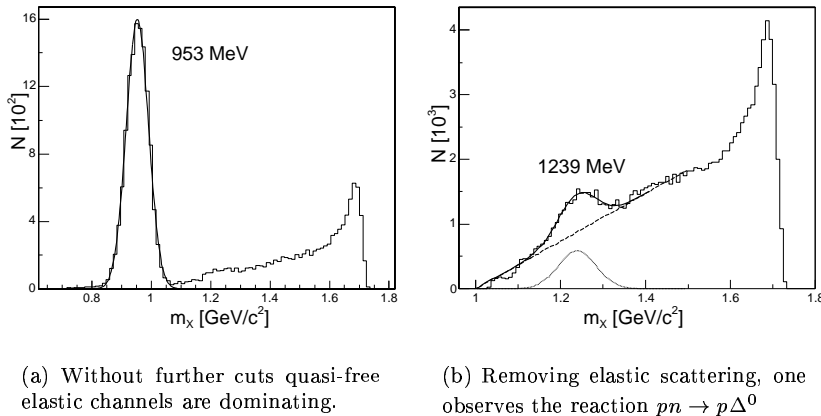 N [10²]
16
12
8
4
0
953 MeV
0.8
1
1.2
1.4
1.6
1.8
mₓ [GeV/c²]
(a) Without further cuts quasi-free
elastic channels are dominating.
N [10³]
4
3
2
1
0
1239 MeV
1
1.2
1.4
1.6
1.8
mₓ [GeV/c²]
(b) Removing elastic scattering, one
observes the reaction pn → pΔ⁰